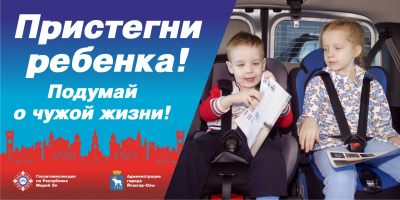 Пристегни
ребенка!
Подумай
о чужой жизни!
Госавтоинспекция
по Республике
Марий Эл
Администрация
города
Йошкар-Олы